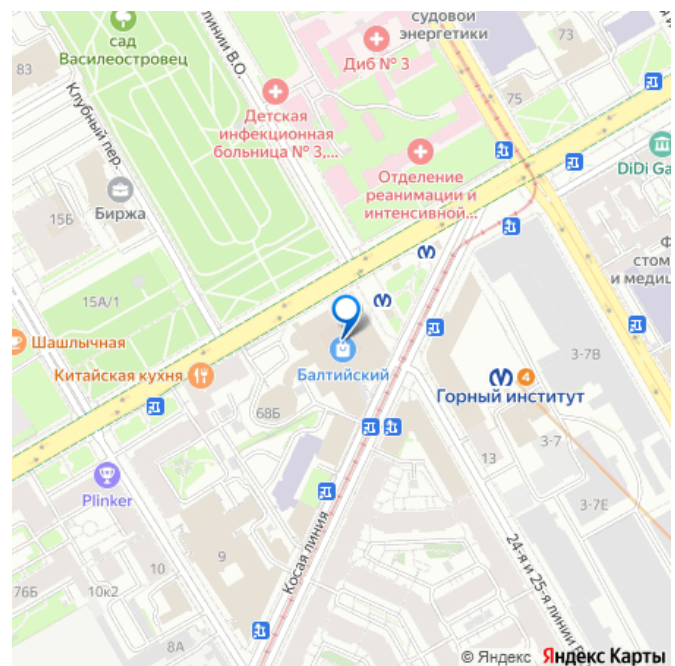 сад
Василеостровец
83
линии В.О.
Клубный пер.
судовой
энергетики
73
75
Диб № 3
Детская
инфекционная
больница № 3,...
Отделение
реанимации и
интенсивной...
DiDi Ga
Биржа
15Б
15А/1
стом
и медиц
Шашлычная
Китайская кухня
Балтийский
68Б
3-7В
Горный институт
4
3-7
13
3-7Е
Plinker
Косая линия
9
10
10к2
76Б
8А
24-я и 25-я линии В
© Яндекс Яндекс Карты